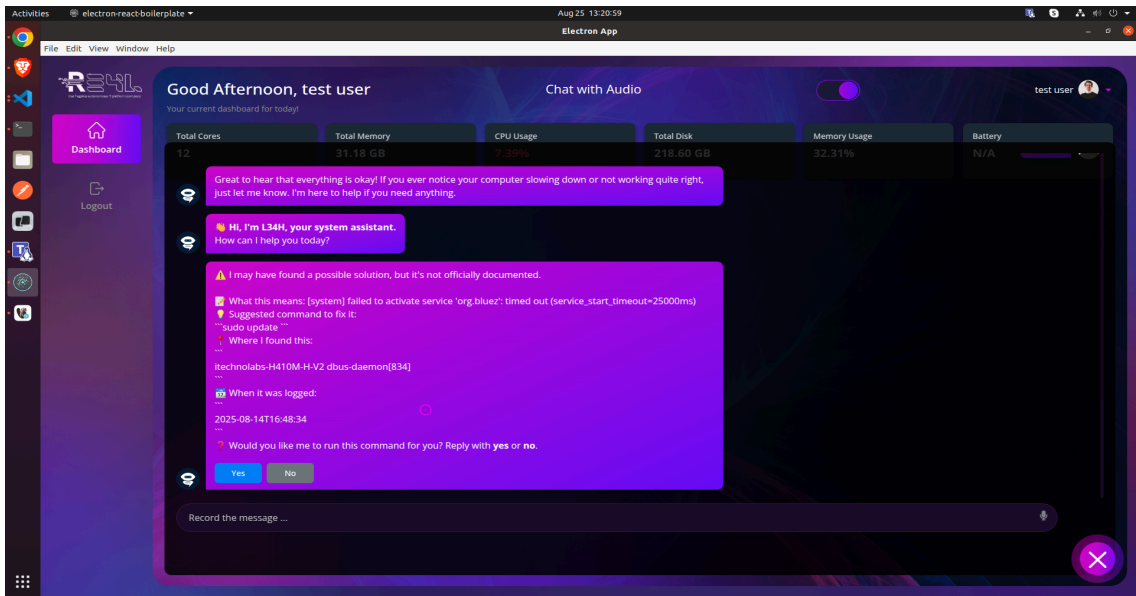 Activities electron-react-boilerplate Aug 25 13:20:59
Electron App
File Edit View Window Help
Good Afternoon, test user
Chat with Audio
test user
Your current dashboard for today!
Dashboard
Logout
Total Cores Total Memory CPU Usage Total Disk Memory Usage Battery
12 31.18 GB 7.39% 218.60 GB 32.31% N/A
Great to hear that everything is okay! If you ever notice your computer slowing down or not working quite right,
just let me know. I'm here to help if you need anything.
👋 Hi, I'm L34H, your system assistant.
How can I help you today?
⚠️ I may have found a possible solution, but it's not officially documented.
📝 What this means: [system] failed to activate service 'org.bluez': timed out (service_start_timeout=25000ms)
💡 Suggested command to fix it:
```sudo update ```
📍 Where I found this:
```
itechnolabs-H410M-H-V2 dbus-daemon[834]
```
📅 When it was logged:
```
2025-08-14T16:48:34
```
❓ Would you like me to run this command for you? Reply with yes or no.
Yes No
Record the message ...